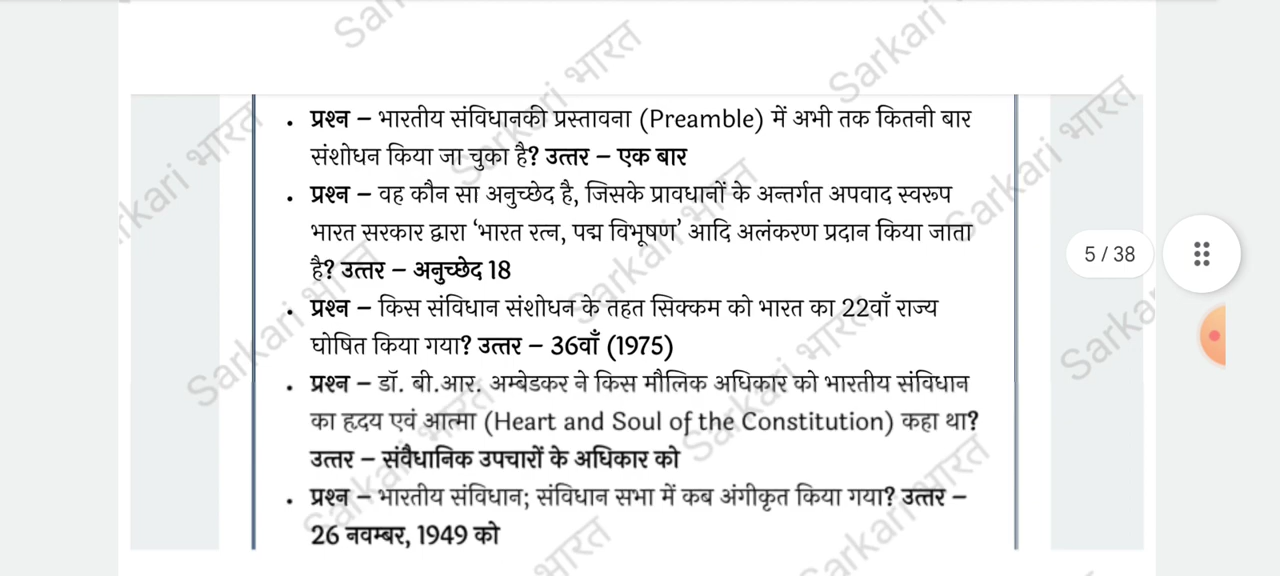 • प्रश्न – भारतीय संविधानकी प्रस्तावना (Preamble) में अभी तक कितनी बार
संशोधन किया जा चुका है? उत्तर – एक बार
• प्रश्न – वह कौन सा अनुच्छेद है, जिसके प्रावधानों के अन्तर्गत अपवाद स्वरूप
भारत सरकार द्वारा ‘भारत रत्न, पद्म विभूषण’ आदि अलंकरण प्रदान किया जाता
है? उत्तर – अनुच्छेद 18
5 / 38
• प्रश्न – किस संविधान संशोधन के तहत सिक्कम को भारत का 22वाँ राज्य
घोषित किया गया? उत्तर – 36वाँ (1975)
• प्रश्न – डॉ. बी.आर. अम्बेडकर ने किस मौलिक अधिकार को भारतीय संविधान
का हृदय एवं आत्मा (Heart and Soul of the Constitution) कहा था?
उत्तर – संवैधानिक उपचारों के अधिकार को
• प्रश्न – भारतीय संविधान; संविधान सभा में कब अंगीकृत किया गया? उत्तर –
26 नवम्बर, 1949 को
Sarkari भारत